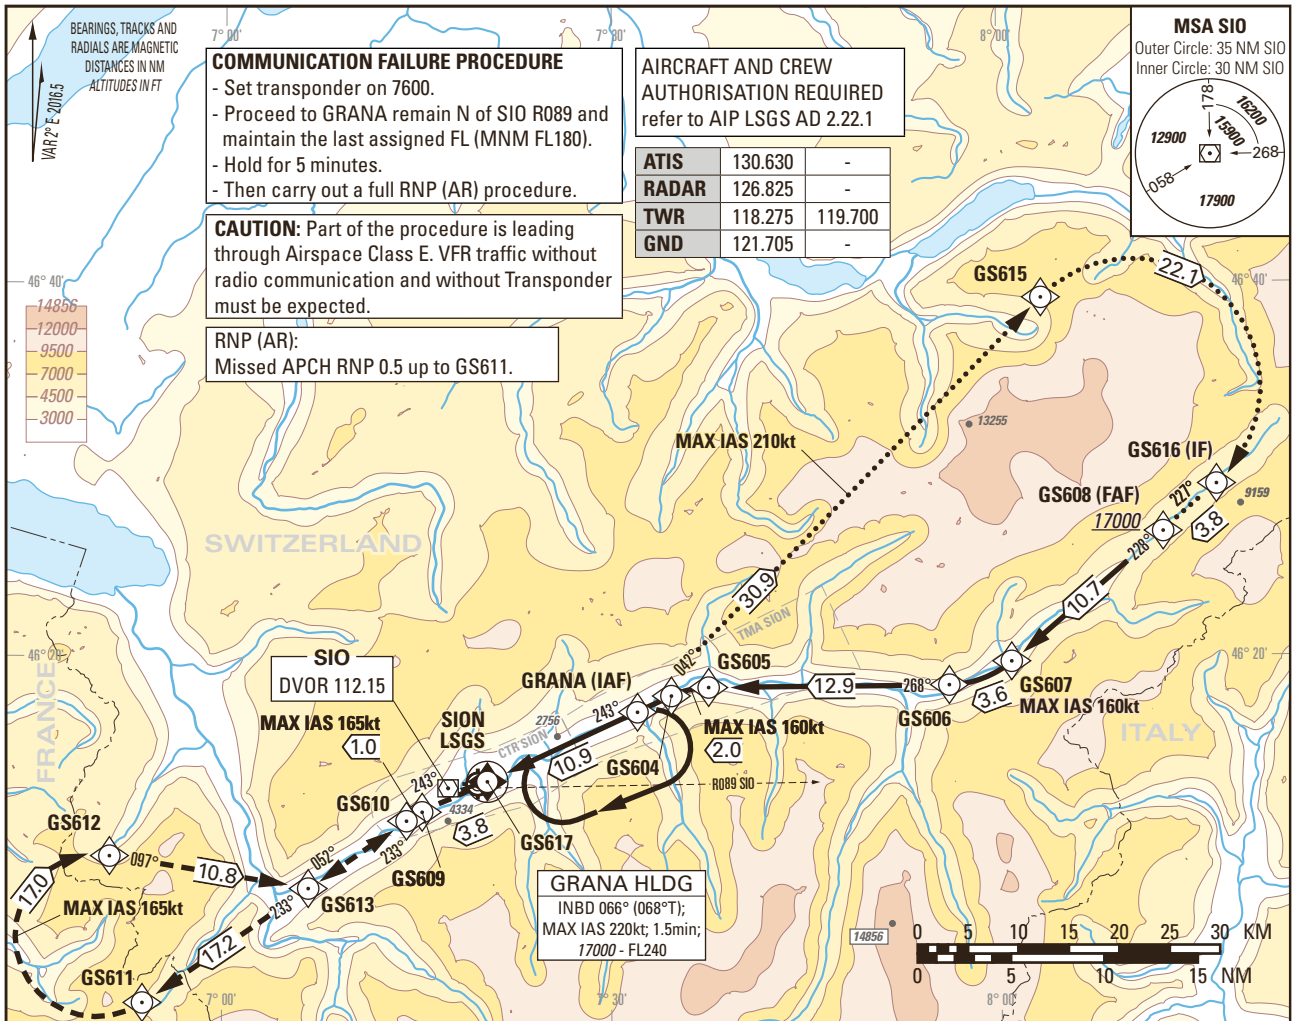 BEARINGS, TRACKS AND
RADIALS ARE MAGNETIC
DISTANCES IN NM
ALTITUDES IN FT
VAR 2° E 2016.5
7° 00'
7° 30'
8° 00'
COMMUNICATION FAILURE PROCEDURE
- Set transponder on 7600.
- Proceed to GRANA remain N of SIO R089 and
maintain the last assigned FL (MNM FL180).
- Hold for 5 minutes.
- Then carry out a full RNP (AR) procedure.
CAUTION: Part of the procedure is leading
through Airspace Class E. VFR traffic without
radio communication and without Transponder
must be expected.
RNP (AR):
Missed APCH RNP 0.5 up to GS611.
AIRCRAFT AND CREW
AUTHORISATION REQUIRED
refer to AIP LSGS AD 2.22.1
ATIS 130.630 -
RADAR 126.825 -
TWR 118.275 119.700
GND 121.705 -
MSA SIO
Outer Circle: 35 NM SIO
Inner Circle: 30 NM SIO
178
16200
15900
12900
268
058
17900
46° 40'
46° 40'
14856
12000
9500
7000
4500
3000
GS615
22.1
13255
MAX IAS 210kt
GS616 (IF)
227°
9159
GS608 (FAF)
17000
3.8
228°
10.7
SWITZERLAND
30.9
TMA SION
46° 20'
46° 20'
FRANCE
ITALY
SIO
DVOR 112.15
042°
GS605
12.9
268°
GS607
MAX IAS 160kt
3.6
GS606
GRANA (IAF)
243°
MAX IAS 160kt
2.0
GS604
MAX IAS 165kt
1.0
SION
LSGS
2756
CTR SION
10.9
R089 SIO
243°
GS610
4334
3.8
GS617
233°
GS609
052°
GS612
097°
10.8
17.0
MAX IAS 165kt
GS613
233°
17.2
GS611
GRANA HLDG
INBD 066° (068°T);
MAX IAS 220kt; 1.5min;
17000 - FL240
14856
0 5 10 15 20 25 30 KM
0 5 10 15 NM
7° 00'
7° 30'
8° 00'